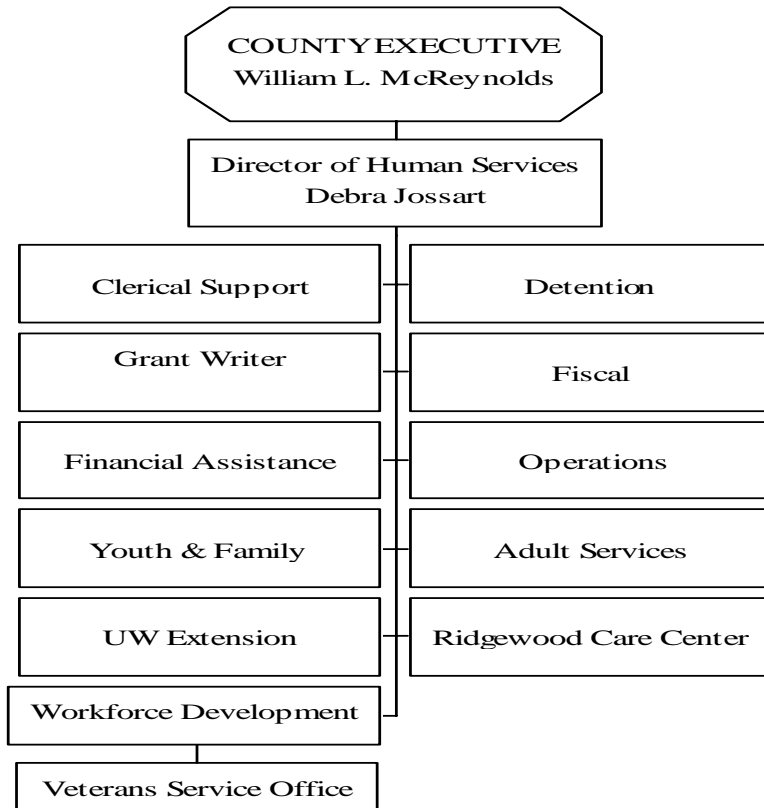 COUNTY EXECUTIVE
William L. McReynolds
Director of Human Services
Debra Jossart
Clerical Support
Detention
Grant Writer
Fiscal
Financial Assistance
Operations
Youth & Family
Adult Services
UW Extension
Ridgewood Care Center
Workforce Development
Veterans Service Office